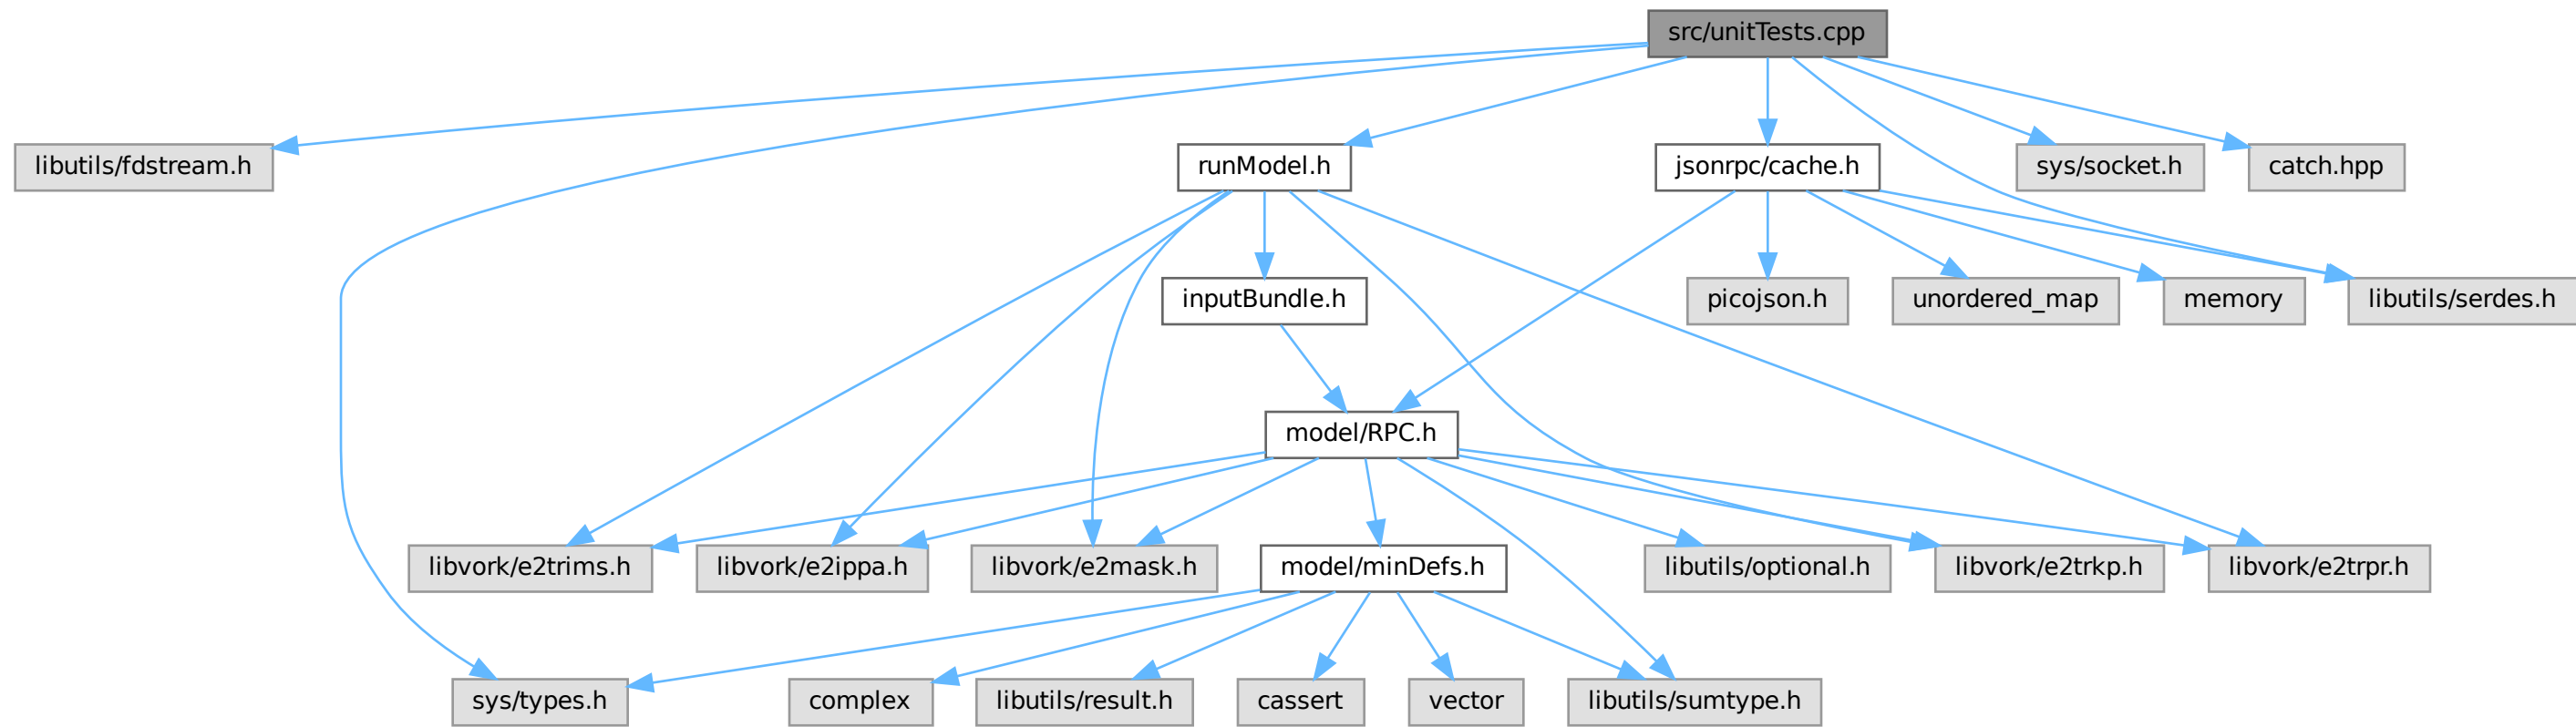 src/unitTests.cpp
libutils/fdstream.h
runModel.h
jsonrpc/cache.h
sys/socket.h
catch.hpp
inputBundle.h
picojson.h
unordered_map
memory
libutils/serdes.h
model/RPC.h
libvork/e2trims.h
libvork/e2ippa.h
libvork/e2mask.h
model/minDefs.h
libutils/optional.h
libvork/e2trkp.h
libvork/e2trpr.h
sys/types.h
complex
libutils/result.h
cassert
vector
libutils/sumtype.h